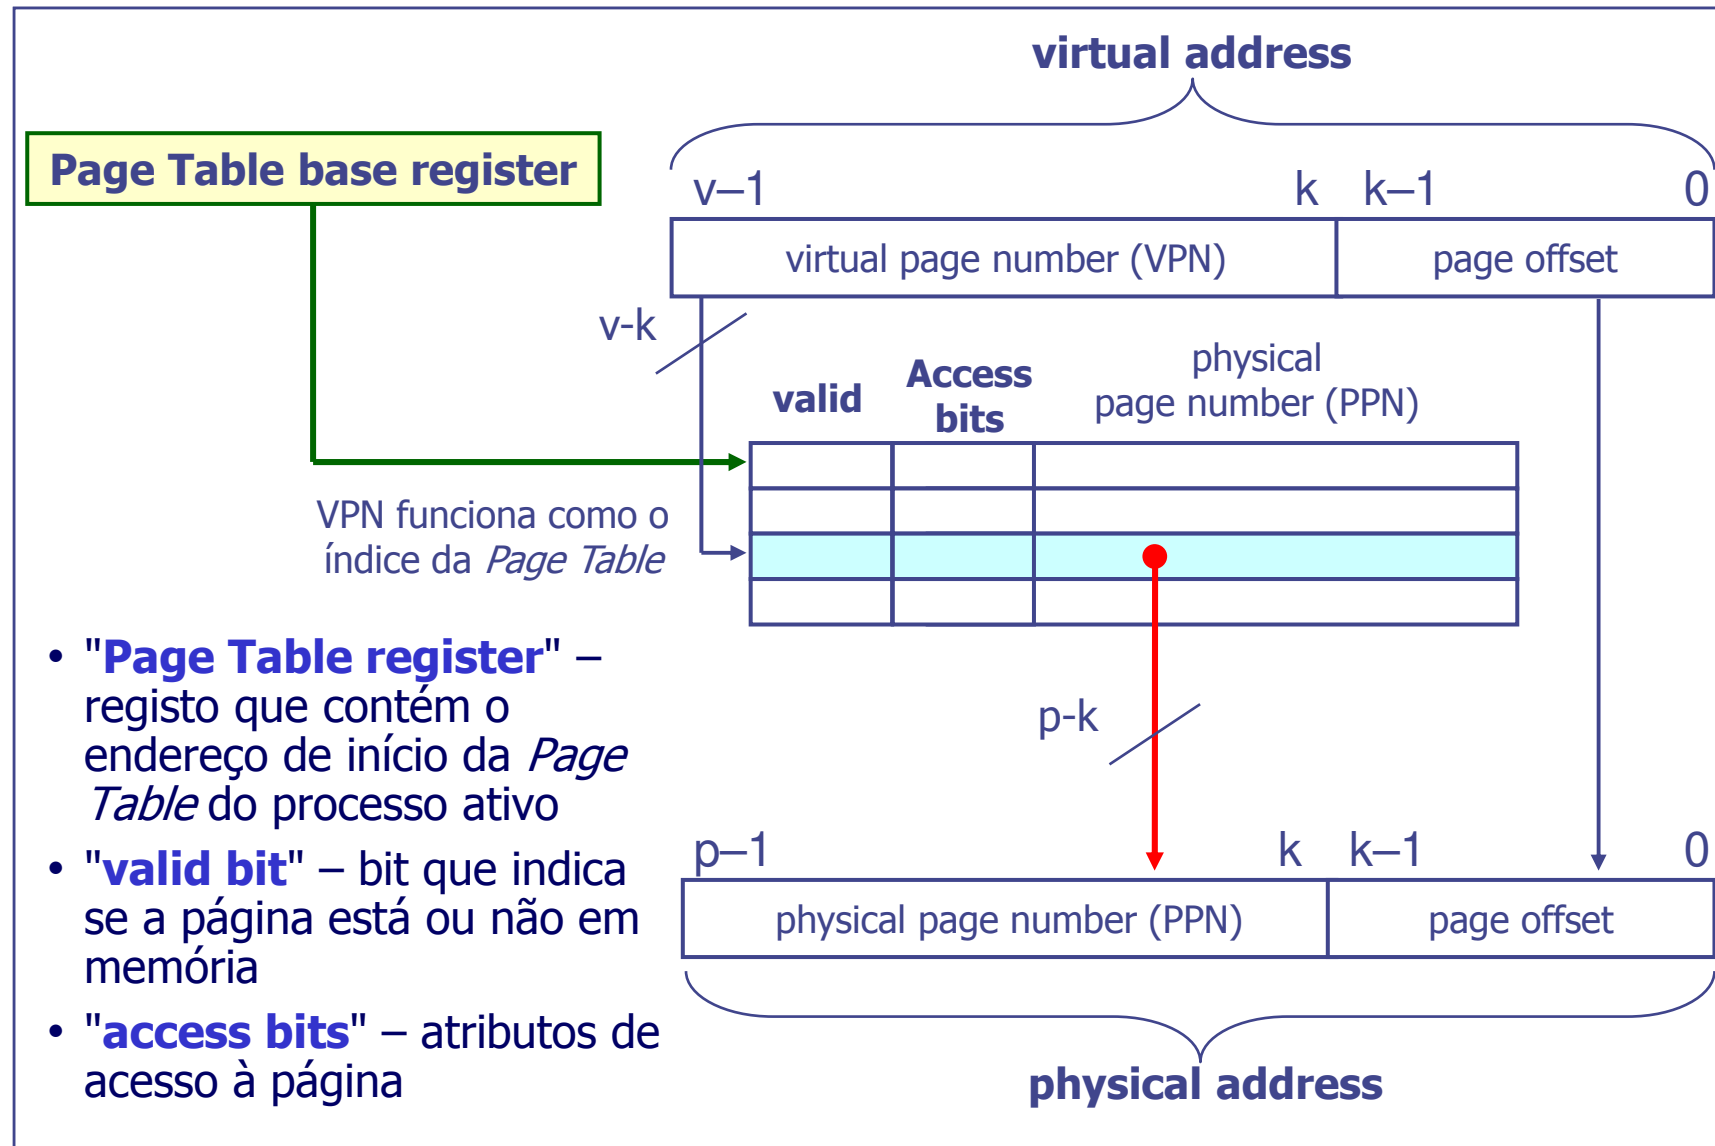 virtual address
Page Table base register
v–1 k k–1 0
virtual page number (VPN) page offset
v-k
valid
Access
bits
physical
page number (PPN)
VPN funciona como o
índice da Page Table
• "Page Table register" –
registo que contém o
endereço de início da Page
Table do processo ativo
• "valid bit" – bit que indica
se a página está ou não em
memória
• "access bits" – atributos de
acesso à página
p-k
p–1 k k–1 0
physical page number (PPN) page offset
physical address